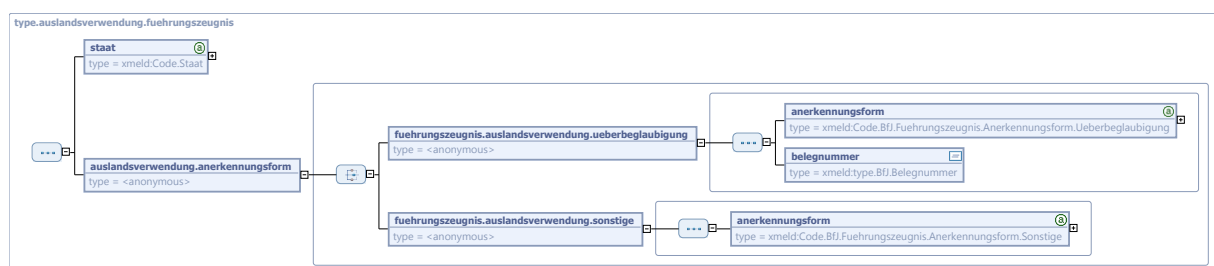 type.auslandsverwendung.fuehrungszeugnis
staat
type = xmeld:Code.Staat
auslandsverwendung.anerkennungsform
type = <anonymous>
fuehrungszeugnis.auslandsverwendung.ueberbeglaubigung
type = <anonymous>
anerkennungsform
type = xmeld:Code.BfJ.Fuehrungszeugnis.Anerkennungsform.Ueberbeglaubigung
belegnummer
type = xmeld:type.BfJ.Belegnummer
fuehrungszeugnis.auslandsverwendung.sonstige
type = <anonymous>
anerkennungsform
type = xmeld:Code.BfJ.Fuehrungszeugnis.Anerkennungsform.Sonstige